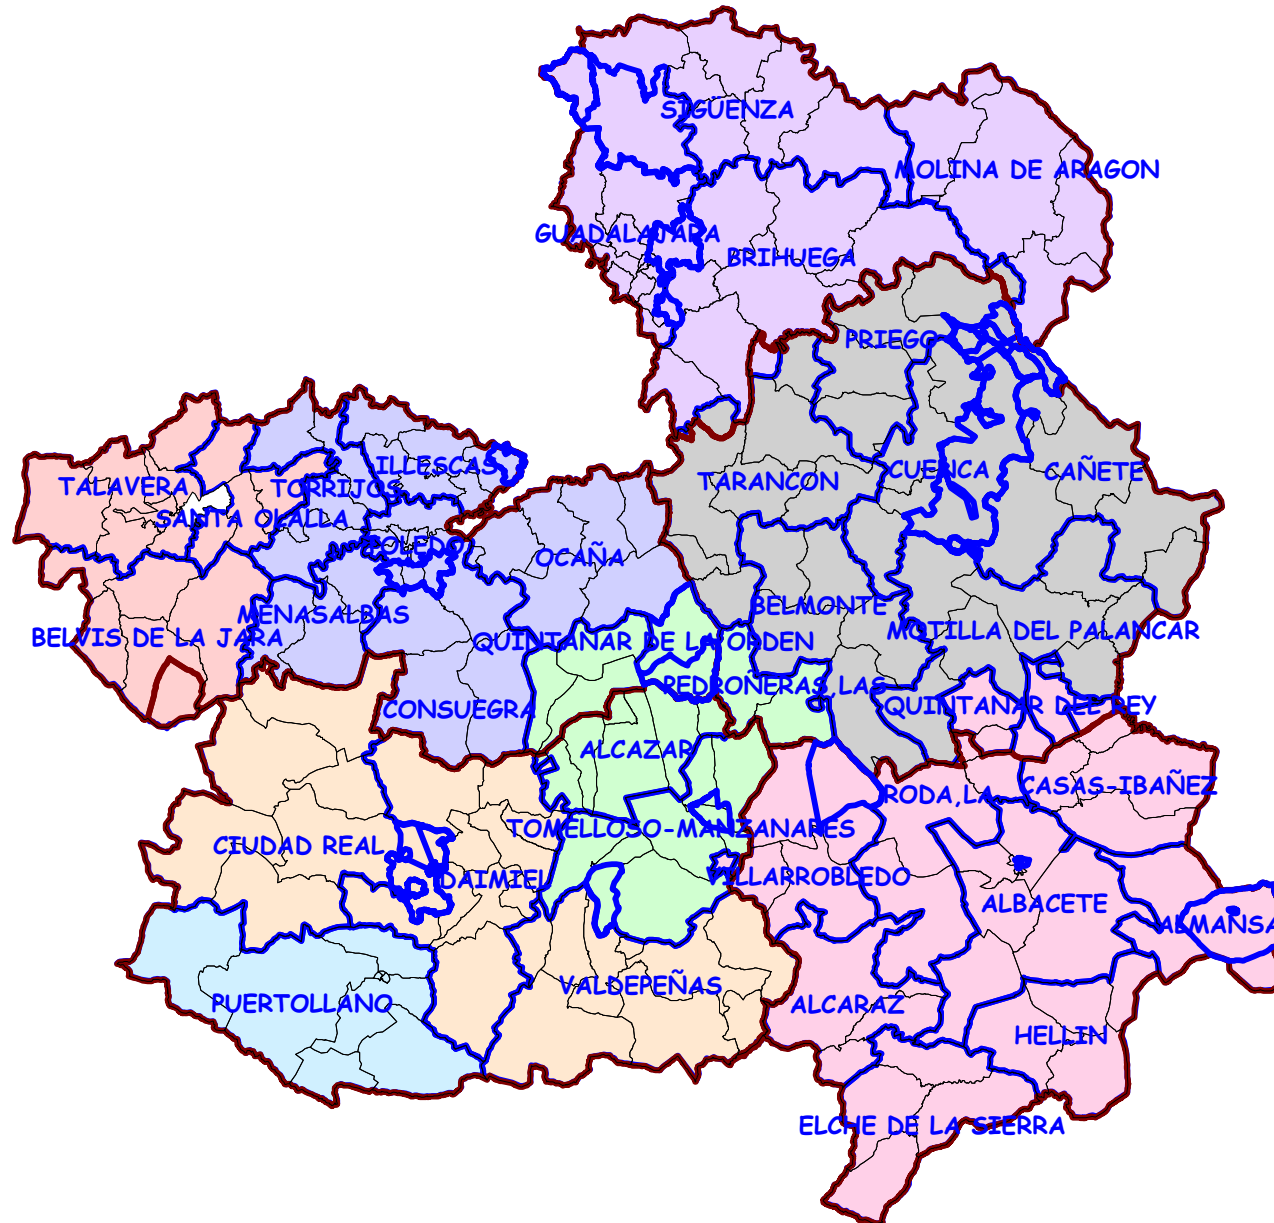 SIGÜENZA
MOLINA DE ARAGON
GUADALAJARA
BRIHUEGA
PRIEGO
TALAVERA
TORRIJOS
ILLESCAS
TARANCON
CUENCA
CAÑETE
SANTA OLALLA
TOLEDO
OCAÑA
BELVIS DE LA JARA
MENASALBAS
QUINTANAR DE LA ORDEN
BELMONTE
MOTILLA DEL PALANCAR
PEDROÑERAS,LAS
CONSUEGRA
QUINTANAR DEL REY
ALCAZAR
RODA,LA
CASAS-IBAÑEZ
CIUDAD REAL
TOMELLOSO-MANZANARES
DAIMIEL
VILLARROBLEDO
ALBACETE
ALMANSA
PUERTOLLANO
VALDEPEÑAS
ALCARAZ
HELLIN
ELCHE DE LA SIERRA